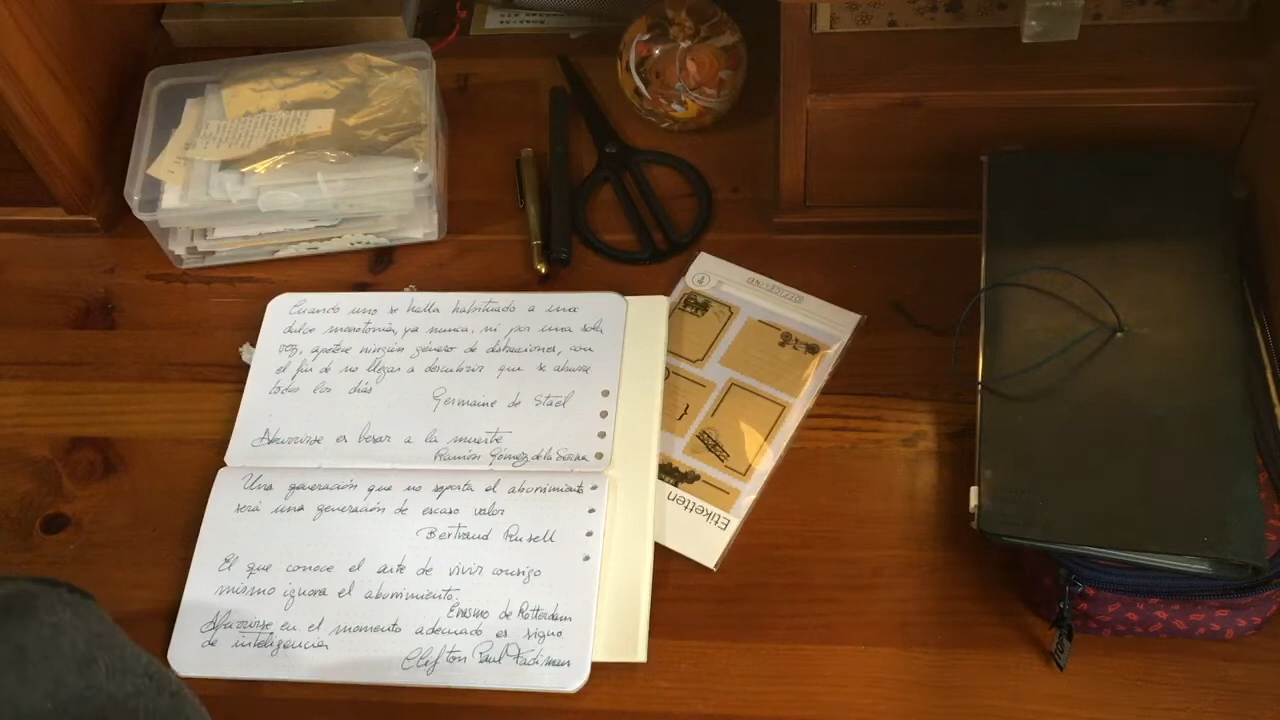 Cuando uno se halla habituado a una
dulce monotonía, ya nunca, ni por una sola
vez, apetece ningún género de distracciones, con
el fin de no llegar a descubrir que se aburre
todos los días
Germaine de Stael
Aburrirse es besar a la muerte
Ramón Gómez de la Serna
Una generación que no soporta el aburrimiento
será una generación de escaso valor
Bertrand Rusell
El que conoce el arte de vivir consigo
mismo ignora el aburrimiento.
Erasmo de Rotterdam
Aburrirse en el momento adecuado es signo
de inteligencia
Clifton Paul Fadiman
Etiketten